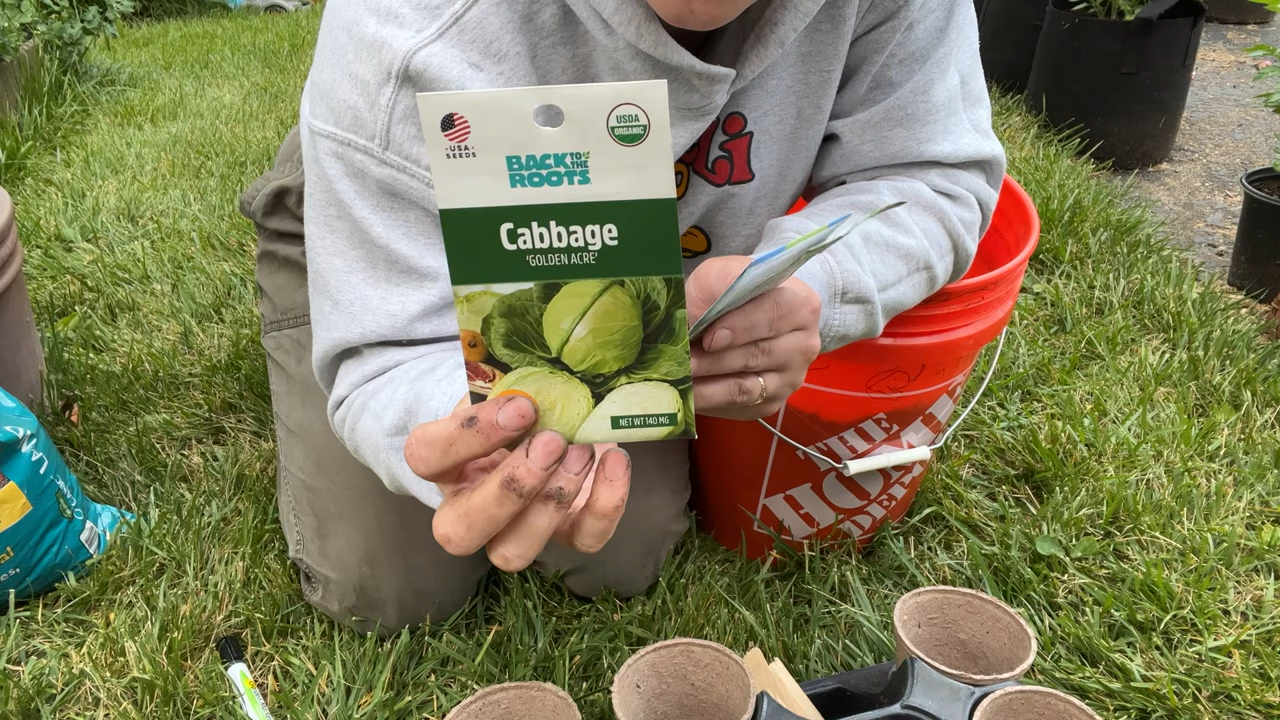 USA
SEEDS
USDA
ORGANIC
BACK TO THE
ROOTS
Cabbage
'GOLDEN ACRE'
NET WT 140 MG
THE
HOME
DEPOT